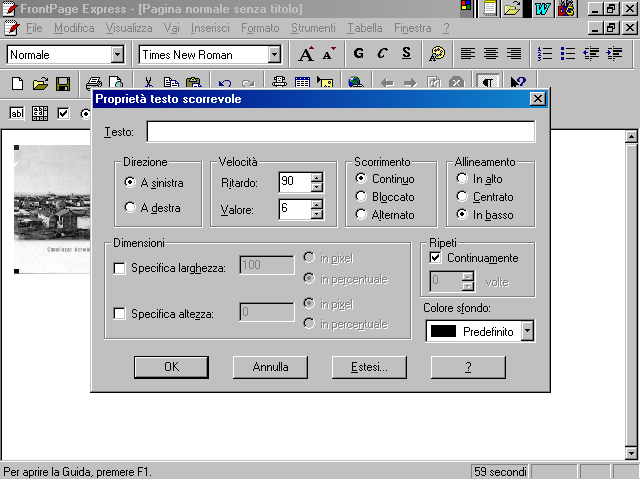 FrontPage Express - [Pagina normale senza titolo]
File Modifica Visualizza Vai Inserisci Formato Strumenti Tabella Finestra ?
Normale Times New Roman A A G C S
abl
Proprietà testo scorrevole
Testo:
Direzione Velocità Scorrimento Allineamento
A sinistra Ritardo: 90 Continuo In alto
Bloccato Centrato
A destra Valore: 6 Alternato In basso
Dimensioni Ripeti
Specifica larghezza: 100 in pixel Continuamente
in percentuale 0 volte
Specifica altezza: 0 in pixel Colore sfondo:
in percentuale Predefinito
OK Annulla Estesi... ?
Per aprire la Guida, premere F1. 59 secondi